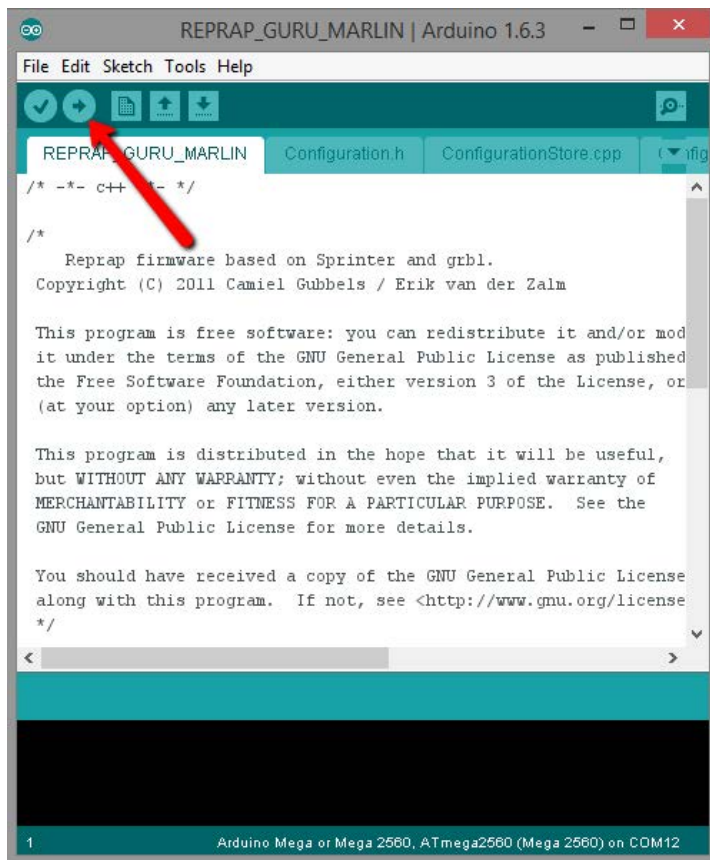 REPRAP_GURU_MARLIN | Arduino 1.6.3
File Edit Sketch Tools Help
REPRAP_GURU_MARLIN Configuration.h ConfigurationStore.cpp
/* -*- c++ -*- */
/*
Reprap firmware based on Sprinter and grbl.
Copyright (C) 2011 Camiel Gubbels / Erik van der Zalm
This program is free software: you can redistribute it and/or mod
it under the terms of the GNU General Public License as published
the Free Software Foundation, either version 3 of the License, or
(at your option) any later version.
This program is distributed in the hope that it will be useful,
but WITHOUT ANY WARRANTY; without even the implied warranty of
MERCHANTABILITY or FITNESS FOR A PARTICULAR PURPOSE.  See the
GNU General Public License for more details.
You should have received a copy of the GNU General Public License
along with this program.  If not, see <http://www.gnu.org/license
*/
1 Arduino Mega or Mega 2560, ATmega2560 (Mega 2560) on COM12